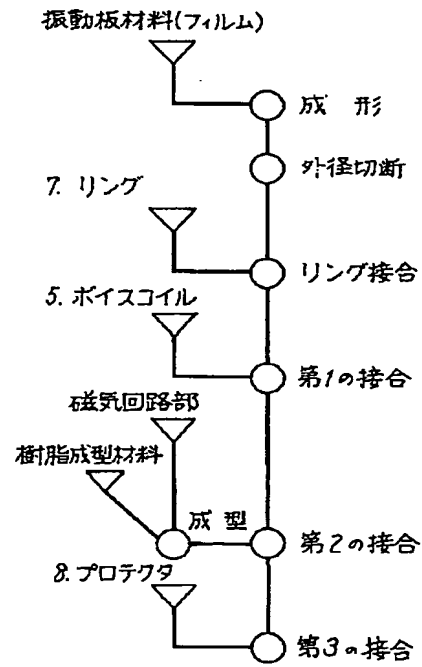 振動板材料(フィルム)
成 形
外径切断
7. リング
リング接合
5. ボイスコイル
第1の接合
磁気回路部
樹脂成型材料
成 型
第2の接合
8. プロテクタ
第3の接合